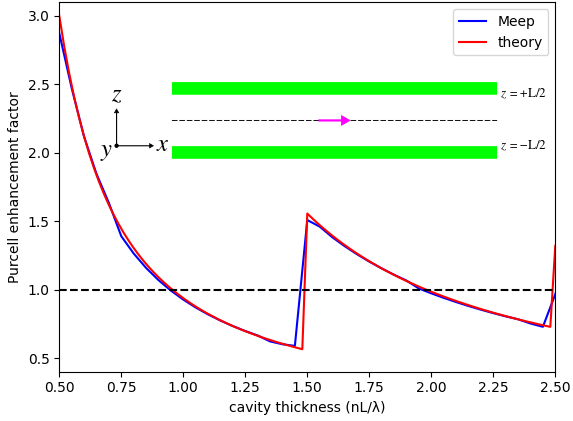 3.0
2.5
2.0
1.5
1.0
0.5
Purcell enhancement factor
Meep
theory
z
y
x
z = +L/2
z = −L/2
0.50 0.75 1.00 1.25 1.50 1.75 2.00 2.25 2.50
cavity thickness (nL/λ)